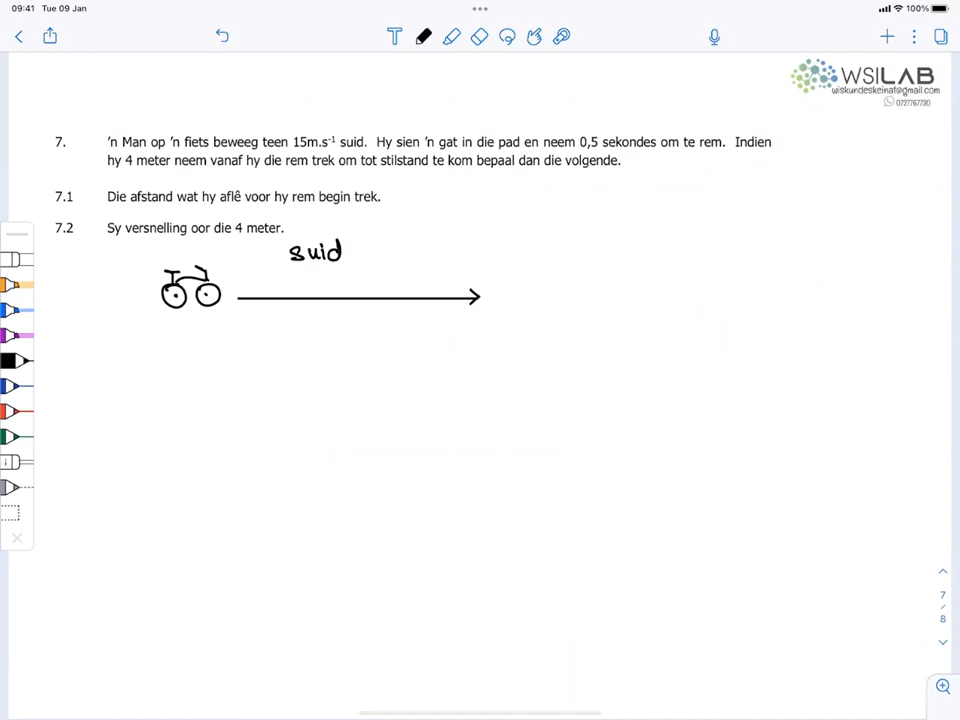 09:41 Tue 09 Jan
100%
T
WSILAB
wiskundeskeinat@gmail.com
0727767790
7. 'n Man op 'n fiets beweeg teen 15m.s⁻¹ suid. Hy sien 'n gat in die pad en neem 0,5 sekondes om te rem. Indien
hy 4 meter neem vanaf hy die rem trek om tot stilstand te kom bepaal dan die volgende.
7.1 Die afstand wat hy aflê voor hy rem begin trek.
7.2 Sy versnelling oor die 4 meter.
suid
7
/
8